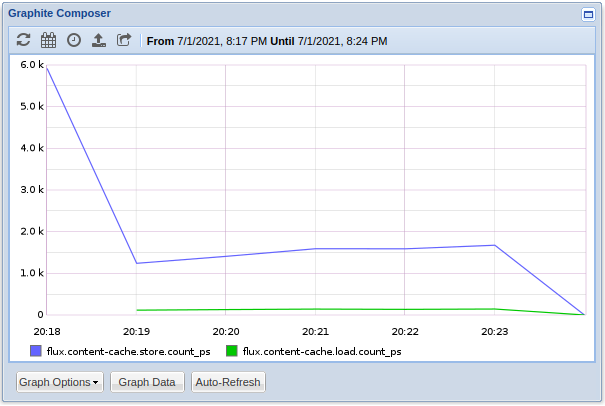 Graphite Composer
From 7/1/2021, 8:17 PM Until 7/1/2021, 8:24 PM
6.0 k
5.0 k
4.0 k
3.0 k
2.0 k
1.0 k
0
20:18 20:19 20:20 20:21 20:22 20:23
flux.content-cache.store.count_ps flux.content-cache.load.count_ps
Graph Options Graph Data Auto-Refresh